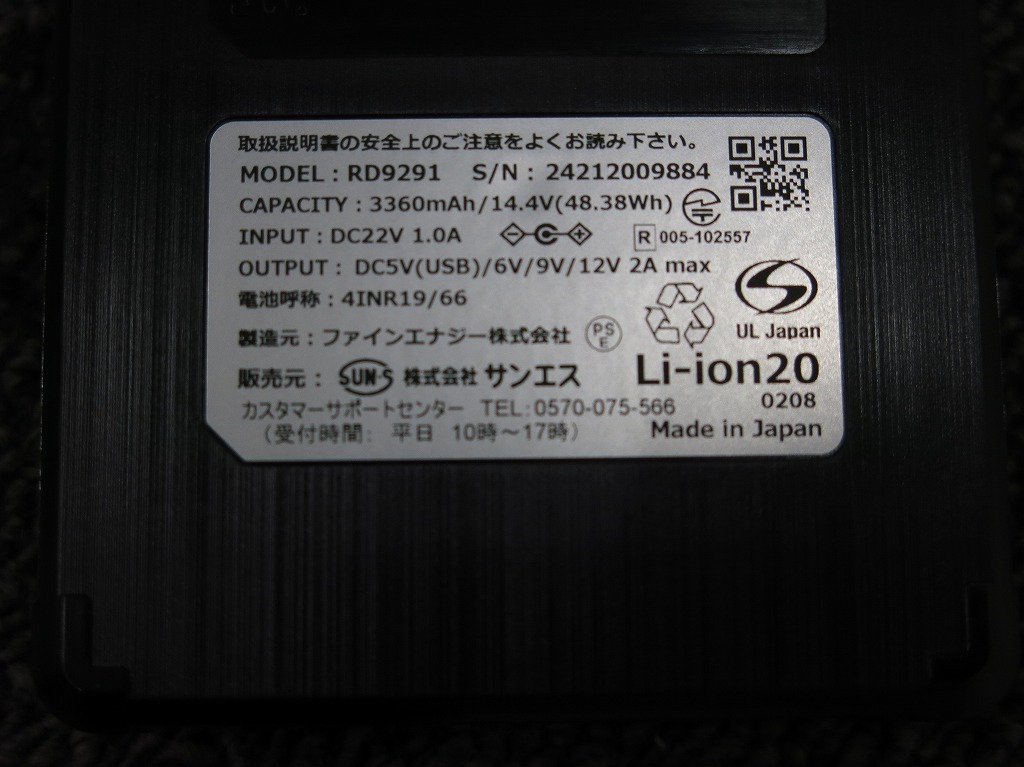 取扱説明書の安全上のご注意をよくお読み下さい。
MODEL : RD9291 S/N : 24212009884
CAPACITY : 3360mAh/14.4V(48.38Wh)
INPUT : DC22V 1.0A
R 005-102557
OUTPUT : DC5V(USB)/6V/9V/12V 2A max
電池呼称 : 4INR19/66
UL Japan
製造元 : ファインエナジー株式会社 PSE
Li-ion20
販売元 : SUN・S 株式会社 サンエス
0208
カスタマーサポートセンター TEL:0570-075-566
(受付時間: 平日 10時～17時)
Made in Japan